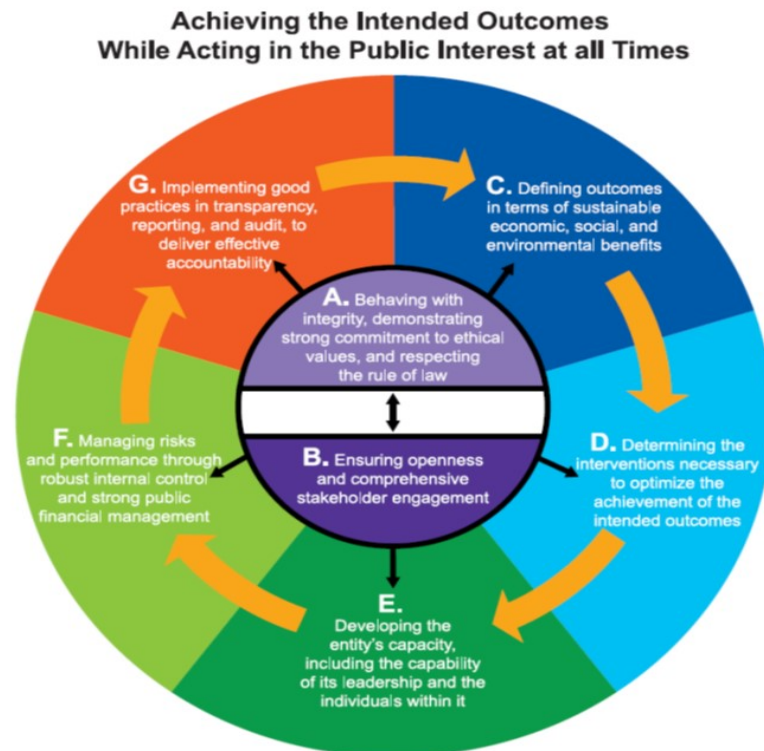 Achieving the Intended Outcomes
While Acting in the Public Interest at all Times
G. Implementing good
practices in transparency,
reporting, and audit, to
deliver effective
accountability
C. Defining outcomes
in terms of sustainable
economic, social, and
environmental benefits
A. Behaving with
integrity, demonstrating
strong commitment to ethical
values, and respecting
the rule of law
B. Ensuring openness
and comprehensive
stakeholder engagement
D. Determining the
interventions necessary
to optimize the
achievement of the
intended outcomes
E.
Developing the
entity's capacity,
including the capability
of its leadership and the
individuals within it
F. Managing risks
and performance through
robust internal control
and strong public
financial management